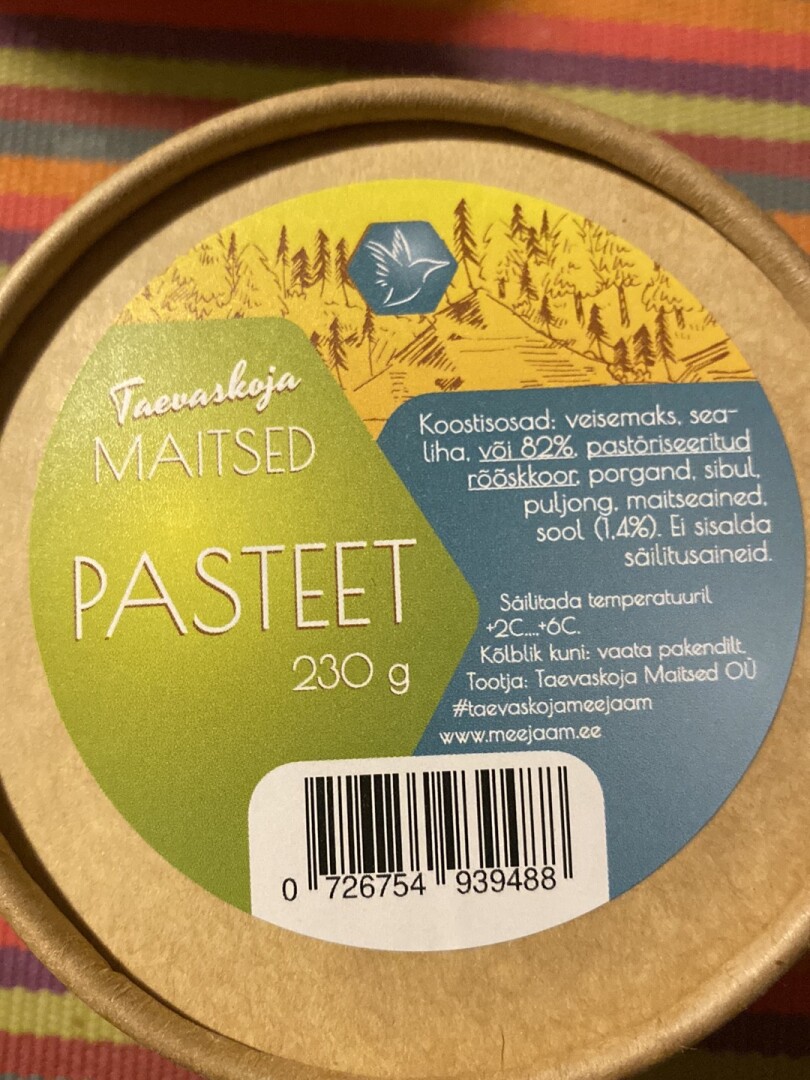 Taevaskoja
MAITSED
PASTEET
230 g
Koostisosad: veisemaks, sea-
liha, või 82%, pastöriseeritud
rõõskkoor, porgand, sibul,
puljong, maitseained,
sool (1,4%). Ei sisalda
säilitusaineid.
Säilitada temperatuuril
+2C....+6C.
Kõlblik kuni: vaata pakendilt.
Tootja: Taevaskoja Maitsed OÜ
#taevaskojameejaam
www.meejaam.ee
0 726754 939488